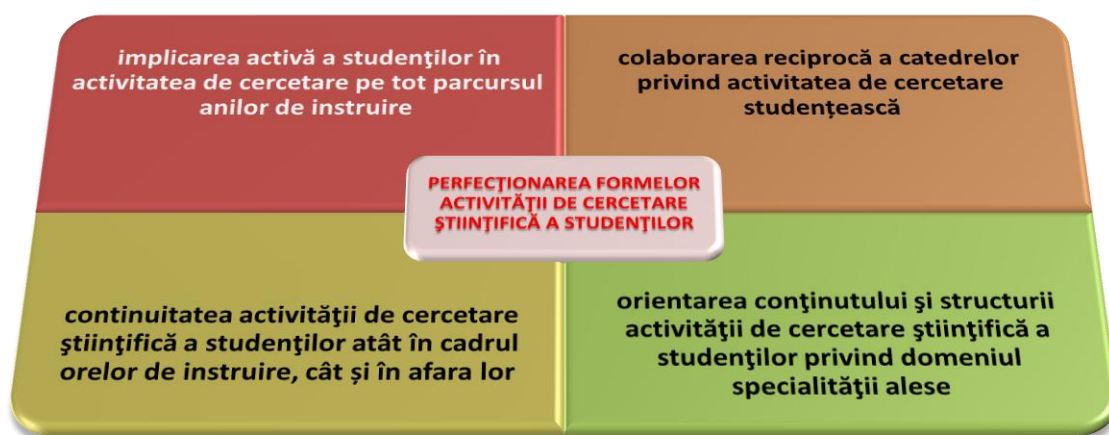 implicarea activă a studenţilor în
activitatea de cercetare pe tot parcursul
anilor de instruire
colaborarea reciprocă a catedrelor
privind activitatea de cercetare
studențească
PERFECŢIONAREA FORMELOR
ACTIVITĂŢII DE CERCETARE
ŞTIINŢIFICĂ A STUDENŢILOR
continuitatea activităţii de cercetare
ştiinţifică a studenţilor atât în cadrul
orelor de instruire, cât și în afara lor
orientarea conţinutului şi structurii
activităţii de cercetare ştiinţifică a
studenţilor privind domeniul
specialităţii alese